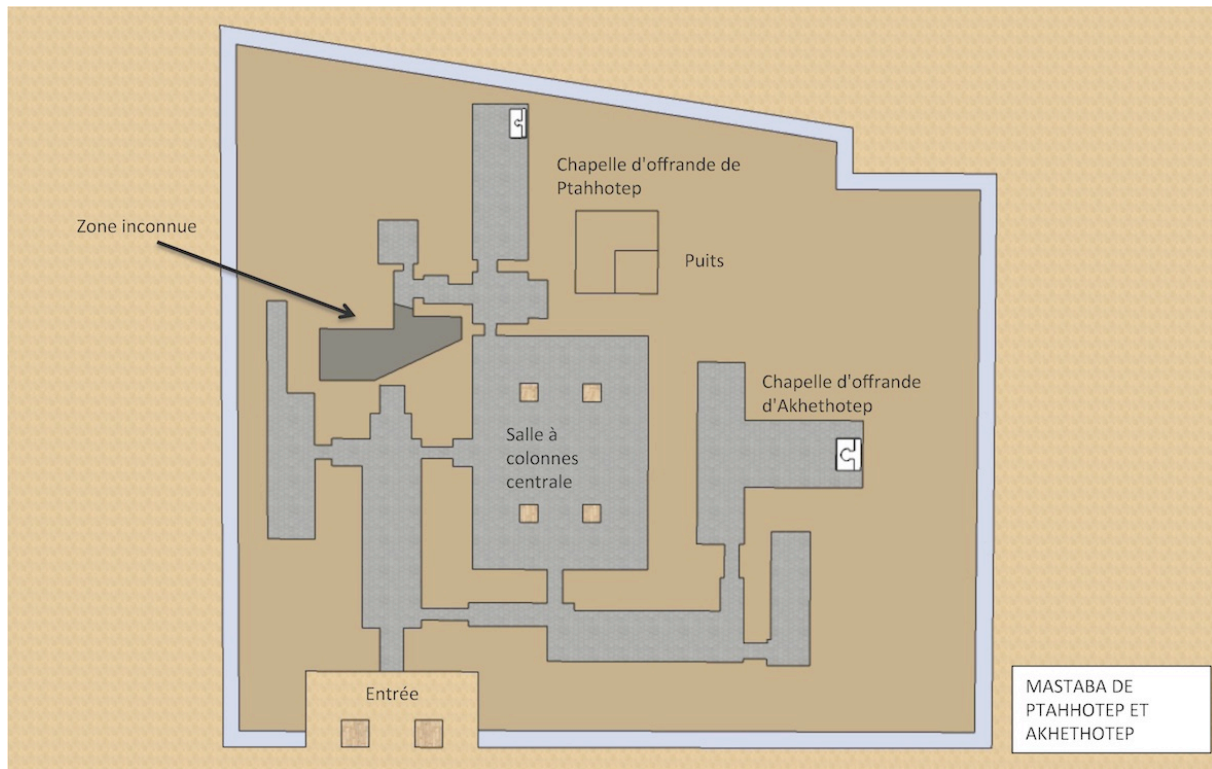 Chapelle d'offrande de
Ptahhotep
Zone inconnue
Puits
Chapelle d'offrande
d'Akhethotep
Salle à
colonnes
centrale
Entrée
MASTABA DE
PTAHHOTEP ET
AKHETHOTEP